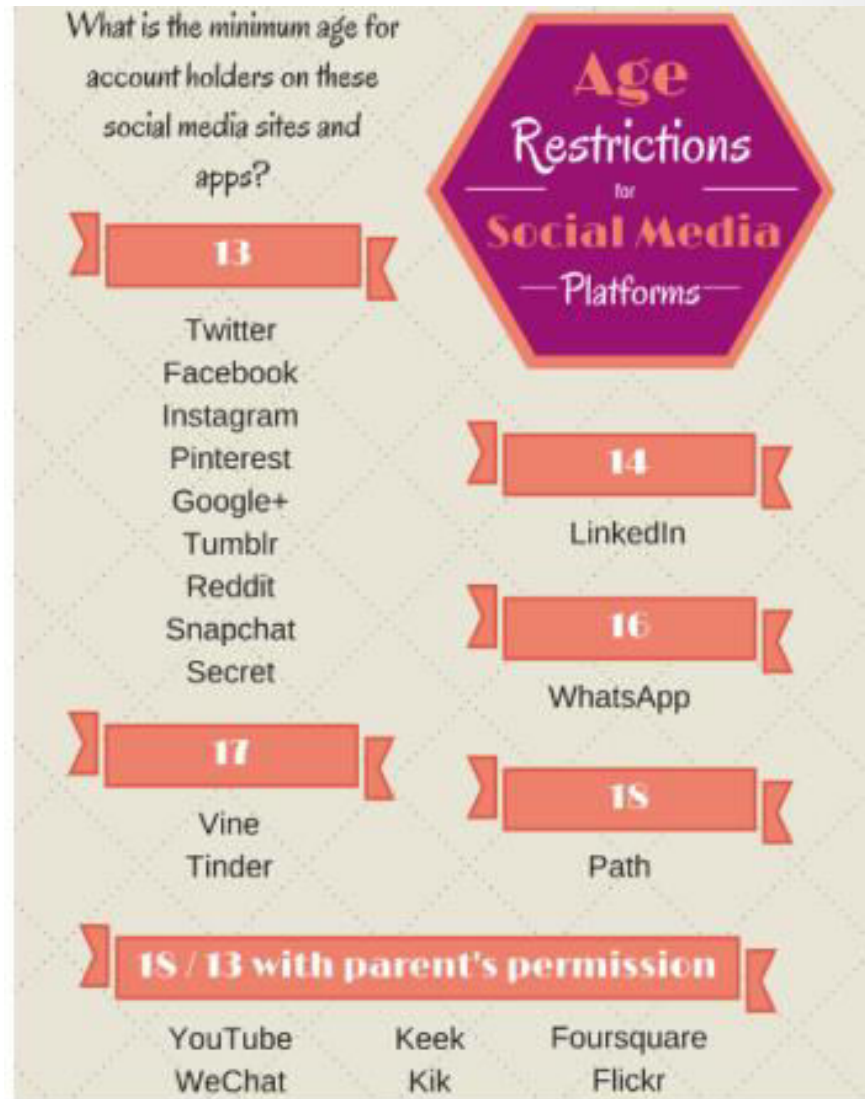 What is the minimum age for
account holders on these
social media sites and
apps?
Age
Restrictions
for
Social Media
Platforms
13
Twitter
Facebook
Instagram
Pinterest
Google+
Tumblr
Reddit
Snapchat
Secret
14
LinkedIn
16
WhatsApp
17
Vine
Tinder
18
Path
18 / 13 with parent's permission
YouTube Keek Foursquare
WeChat Kik Flickr